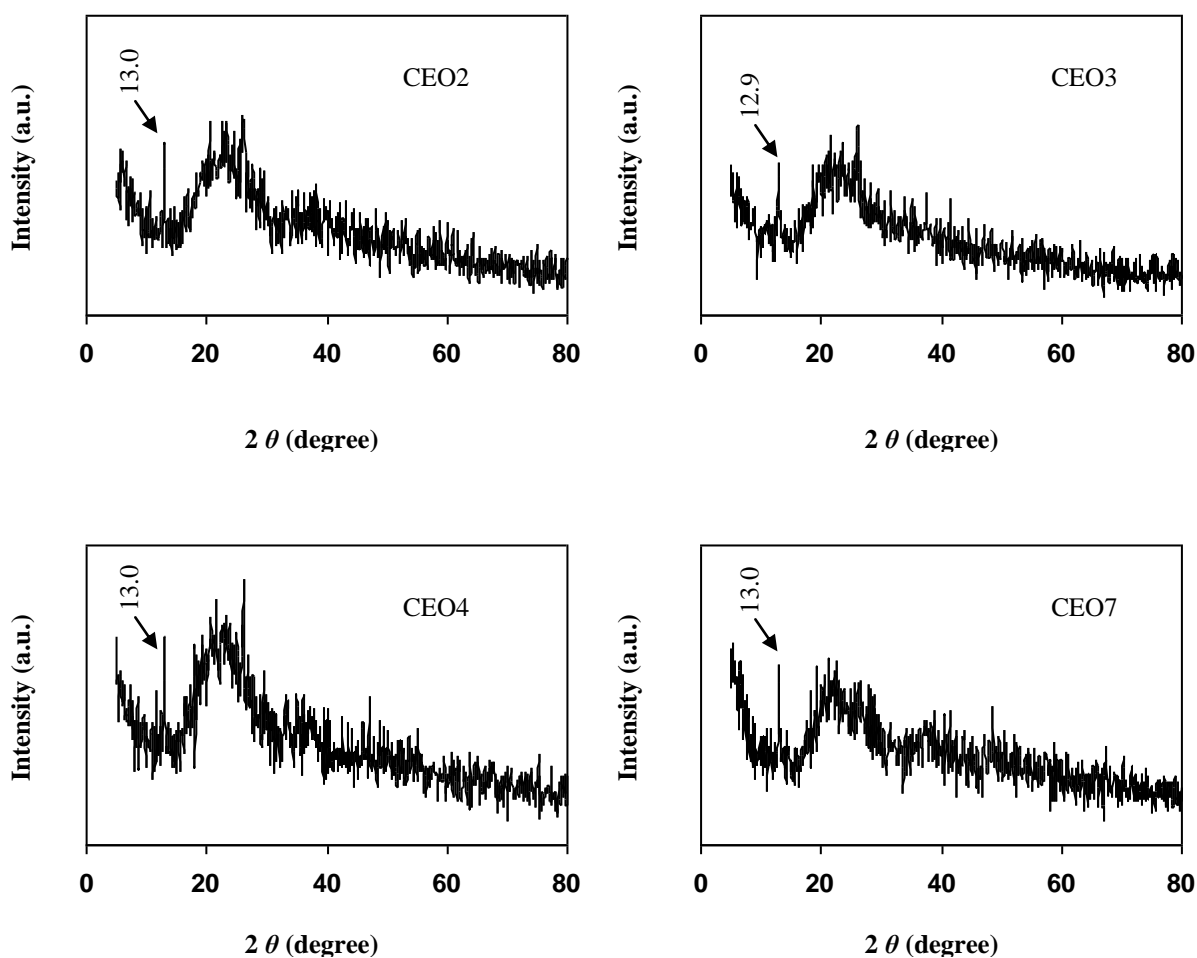 Intensity (a.u.)
13.0
CEO2
0 20 40 60 80
2 θ (degree)
Intensity (a.u.)
12.9
CEO3
0 20 40 60 80
2 θ (degree)
Intensity (a.u.)
13.0
CEO4
0 20 40 60 80
2 θ (degree)
Intensity (a.u.)
13.0
CEO7
0 20 40 60 80
2 θ (degree)